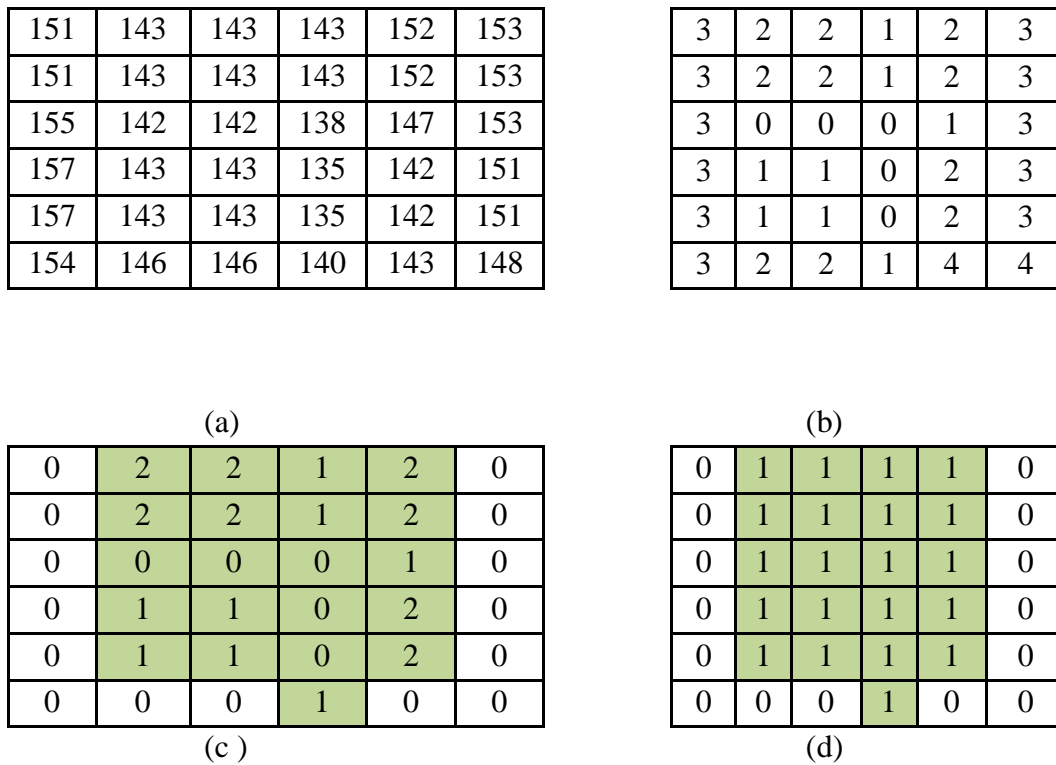 151 143 143 143 152 153
151 143 143 143 152 153
155 142 142 138 147 153
157 143 143 135 142 151
157 143 143 135 142 151
154 146 146 140 143 148
3 2 2 1 2 3
3 2 2 1 2 3
3 0 0 0 1 3
3 1 1 0 2 3
3 1 1 0 2 3
3 2 2 1 4 4
(a)
(b)
0 2 2 1 2 0
0 2 2 1 2 0
0 0 0 0 1 0
0 1 1 0 2 0
0 1 1 0 2 0
0 0 0 1 0 0
0 1 1 1 1 0
0 1 1 1 1 0
0 1 1 1 1 0
0 1 1 1 1 0
0 1 1 1 1 0
0 0 0 1 0 0
(c )
(d)